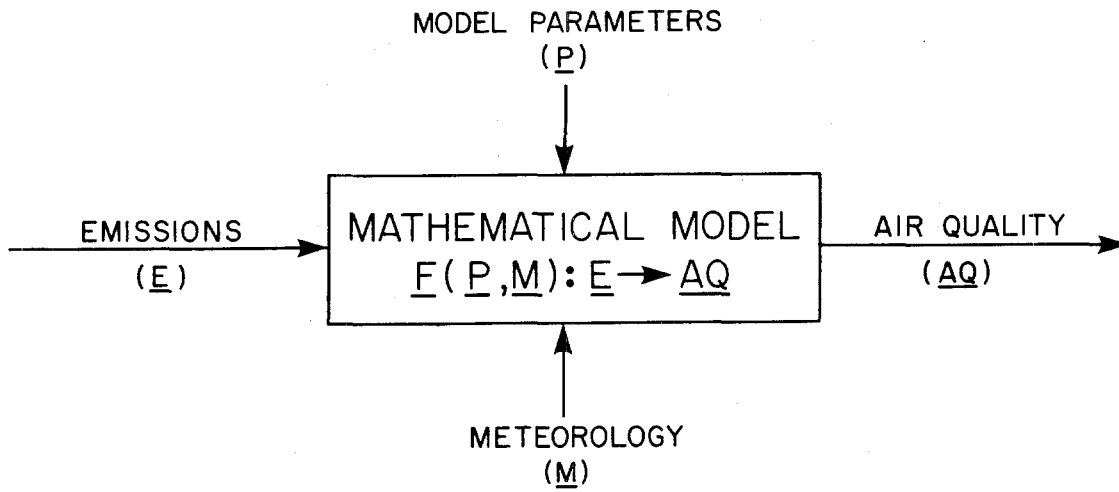 MODEL PARAMETERS
(P)
EMISSIONS
(E)
MATHEMATICAL MODEL
F(P,M): E→AQ
AIR QUALITY
(AQ)
METEOROLOGY
(M)